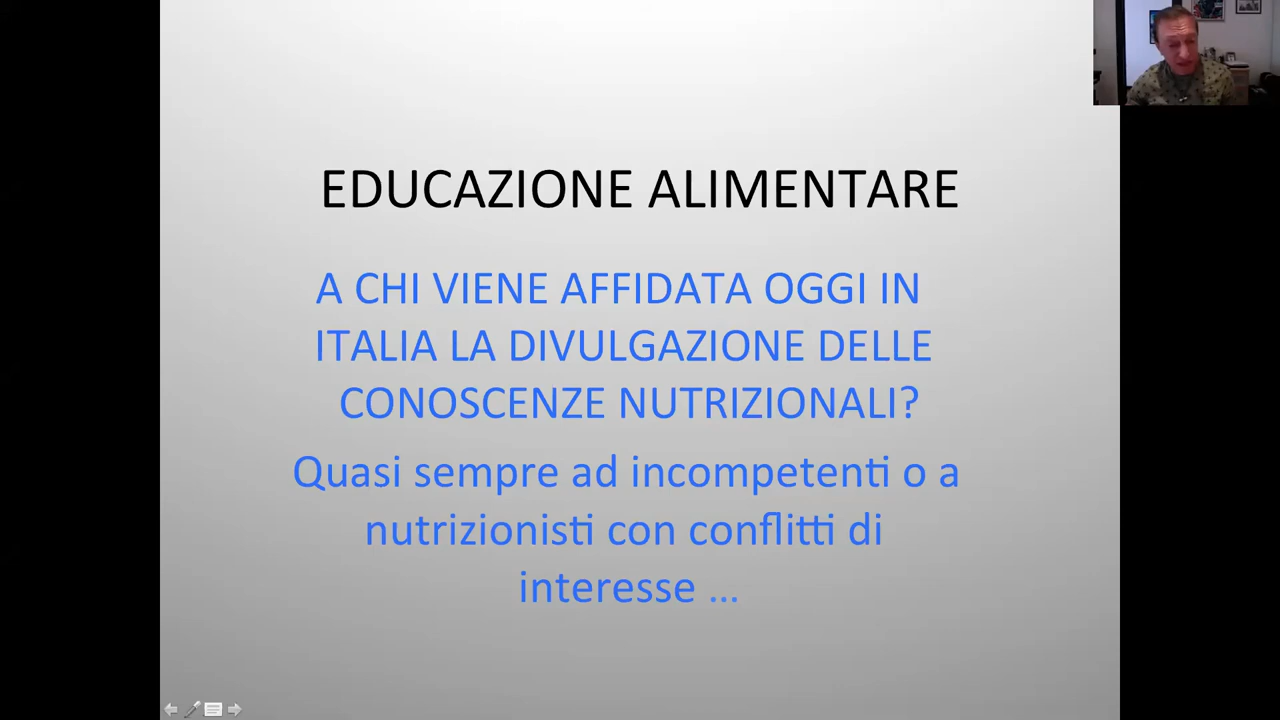 EDUCAZIONE ALIMENTARE
A CHI VIENE AFFIDATA OGGI IN
ITALIA LA DIVULGAZIONE DELLE
CONOSCENZE NUTRIZIONALI?
Quasi sempre ad incompetenti o a
nutrizionisti con conflitti di
interesse ...